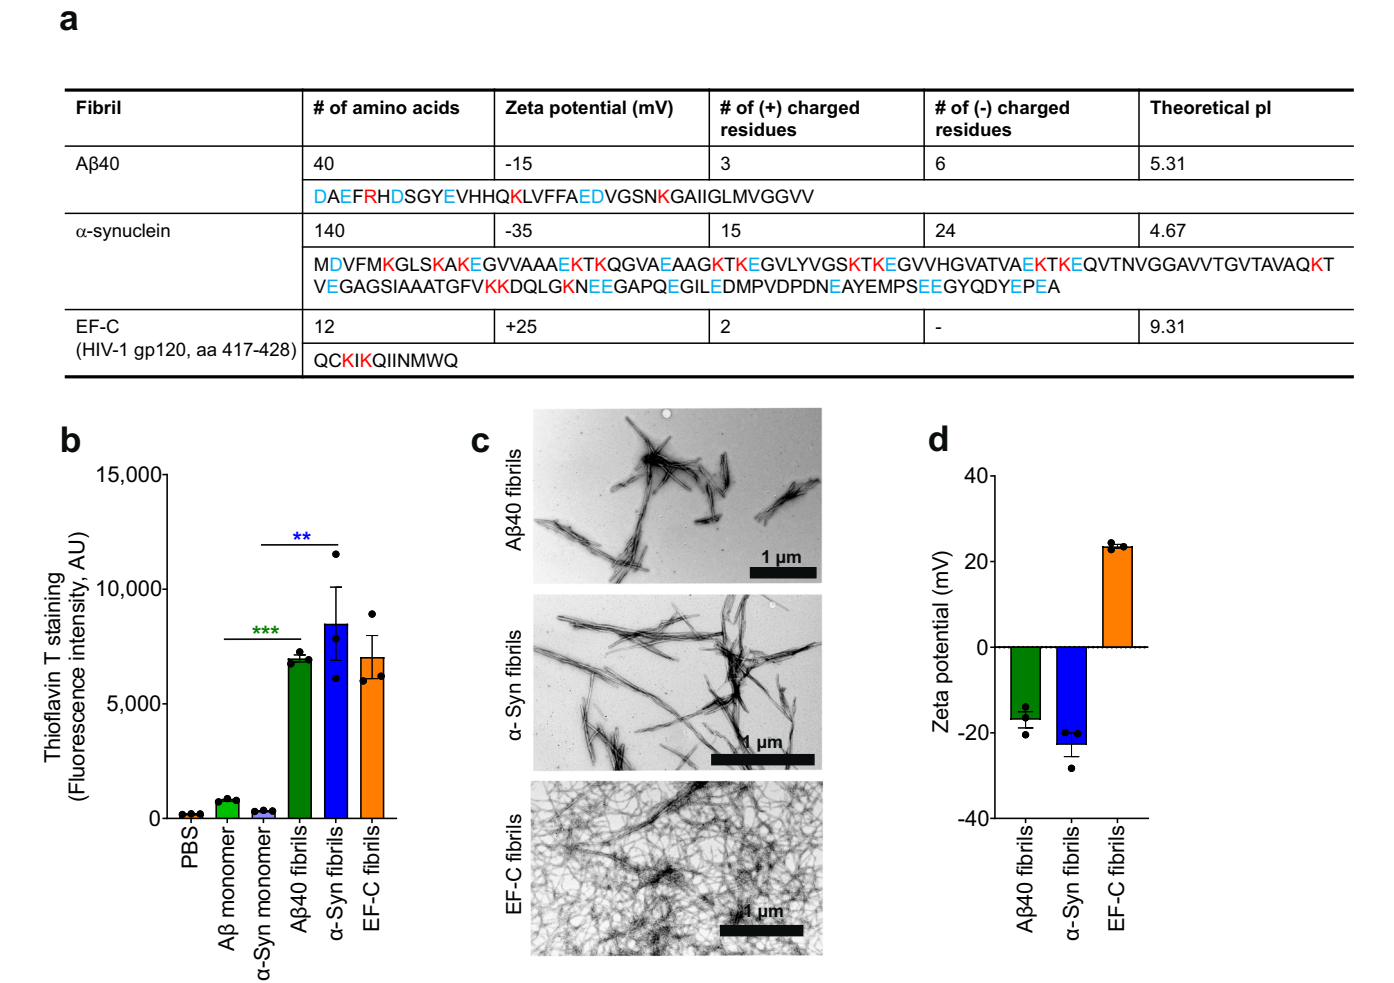 a
Fibril # of amino acids Zeta potential (mV) # of (+) charged residues # of (-) charged residues Theoretical pI
Aβ40 40 -15 3 6 5.31
DAEFRHDSGYEVHHQKLVFFAEDVGSNKGAIIGLMVGGVV
α-synuclein 140 -35 15 24 4.67
MDVFMKGLSKAKEGVVAAAEKTKQGVAEAAGKTKEGVLYVGSKTKEGVVHGVATVAEKTKEQVTNVGGAVVTGVTAVAQKT
VEGAGSIAAATGFVKKDQLGKNEEGAPQEGILEDMPVDPDNEAYEMPSEEGYQDYEPEA
EF-C 12 +25 2 - 9.31
(HIV-1 gp120, aa 417-428)
QCKIKQIINMWQ
b
Thioflavin T staining
(Fluorescence intensity, AU)
15,000
10,000
5,000
0
**
***
PBS
Aβ monomer
α-Syn monomer
Aβ40 fibrils
α-Syn fibrils
EF-C fibrils
c
Aβ40 fibrils
1 µm
α-Syn fibrils
1 µm
EF-C fibrils
1 µm
d
Zeta potential (mV)
40
20
0
-20
-40
Aβ40 fibrils
α-Syn fibrils
EF-C fibrils